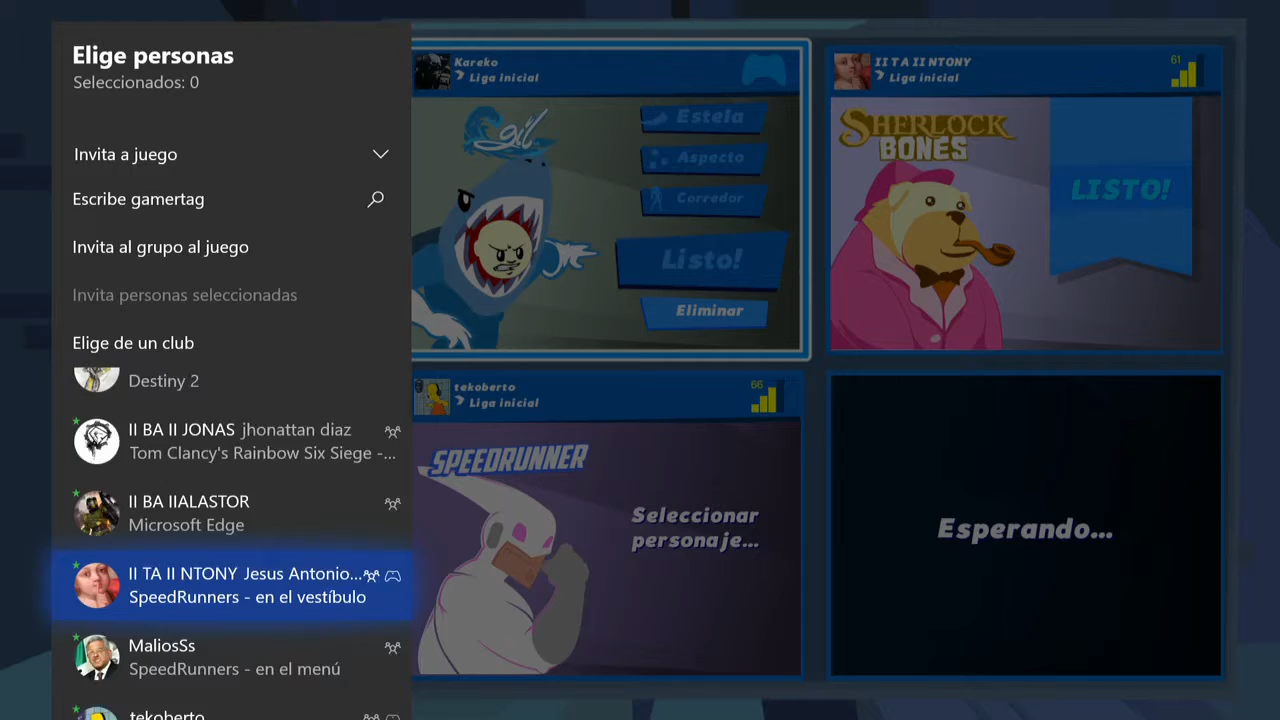 Elige personas
Seleccionados: 0
Invita a juego
Escribe gamertag
Invita al grupo al juego
Invita personas seleccionadas
Elige de un club
Destiny 2
II BA II JONAS jhonattan diaz
Tom Clancy's Rainbow Six Siege -...
II BA IIALASTOR
Microsoft Edge
II TA II NTONY Jesus Antonio...
SpeedRunners - en el vestíbulo
MaliosSs
SpeedRunners - en el menú
tekoberto
Kareko
Liga inicial
Gil
Estela
Aspecto
Corredor
Listo!
Eliminar
II TA II NTONY
Liga inicial
61
SHERLOCK
BONES
LISTO!
tekoberto
Liga inicial
66
SPEEDRUNNER
Seleccionar
personaje...
Esperando...